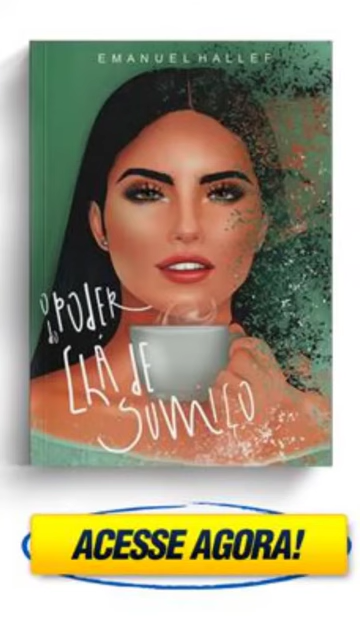 EMANUEL HALLEF
O PODER
do
CHÁ DE
SUMIÇO
ACESSE AGORA!